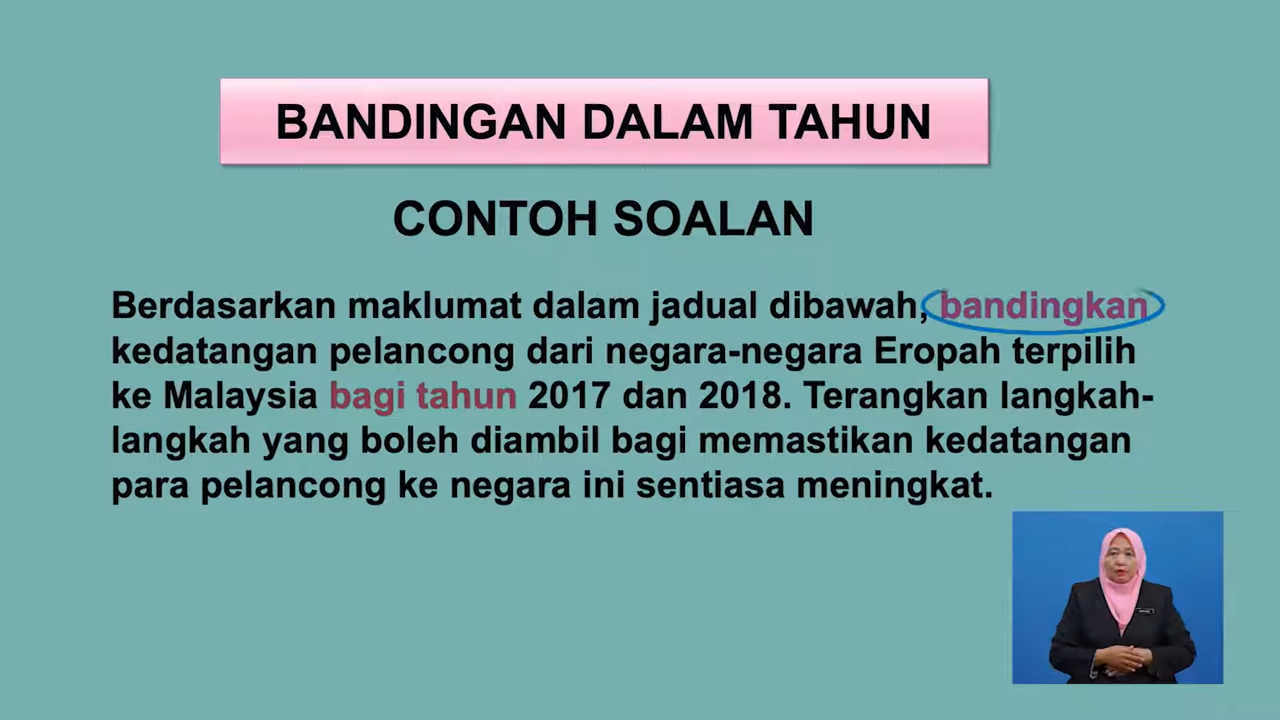 BANDINGAN DALAM TAHUN
CONTOH SOALAN
Berdasarkan maklumat dalam jadual dibawah, bandingkan
kedatangan pelancong dari negara-negara Eropah terpilih
ke Malaysia bagi tahun 2017 dan 2018. Terangkan langkah-
langkah yang boleh diambil bagi memastikan kedatangan
para pelancong ke negara ini sentiasa meningkat.